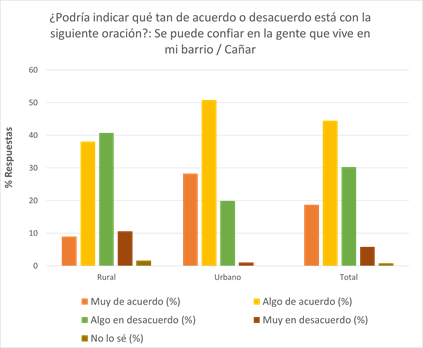 ¿Podría indicar qué tan de acuerdo o desacuerdo está con la
siguiente oración?: Se puede confiar en la gente que vive en
mi barrio / Cañar
60
50
40
30
20
10
0
% Respuestas
Rural
Urbano
Total
Muy de acuerdo (%)
Algo de acuerdo (%)
Algo en desacuerdo (%)
Muy en desacuerdo (%)
No lo sé (%)